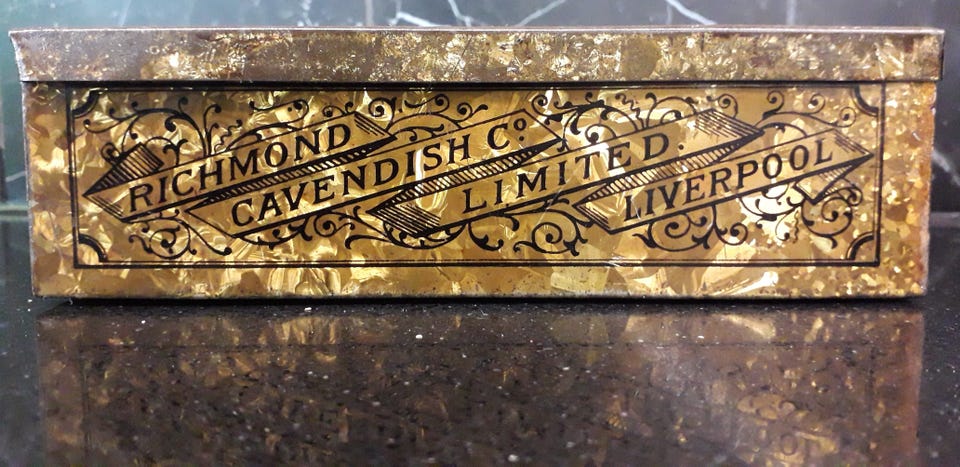 RICHMOND
CAVENDISH Cº
LIMITED.
LIVERPOOL